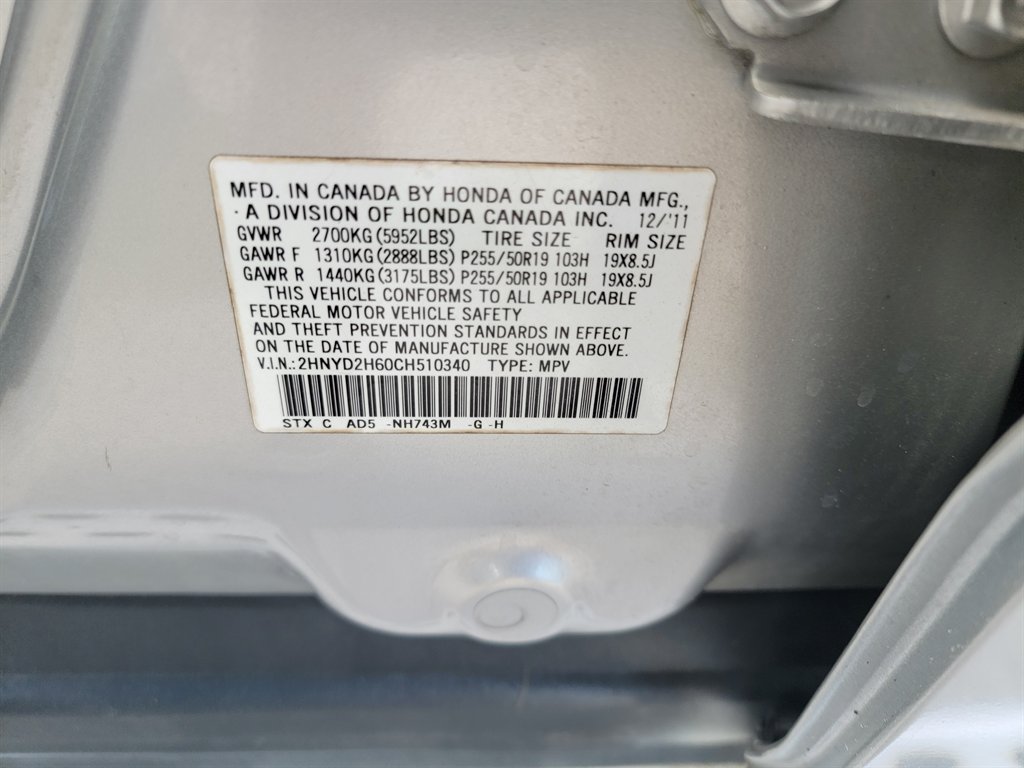 MFD. IN CANADA BY HONDA OF CANADA MFG.,
A DIVISION OF HONDA CANADA INC. 12/'11
GVWR 2700KG(5952LBS) TIRE SIZE RIM SIZE
GAWR F 1310KG(2888LBS) P255/50R19 103H 19X8.5J
GAWR R 1440KG(3175LBS) P255/50R19 103H 19X8.5J
THIS VEHICLE CONFORMS TO ALL APPLICABLE
FEDERAL MOTOR VEHICLE SAFETY
AND THEFT PREVENTION STANDARDS IN EFFECT
ON THE DATE OF MANUFACTURE SHOWN ABOVE.
V.I.N.:2HNYD2H60CH510340 TYPE: MPV
STX C AD5 -NH743M -G -H